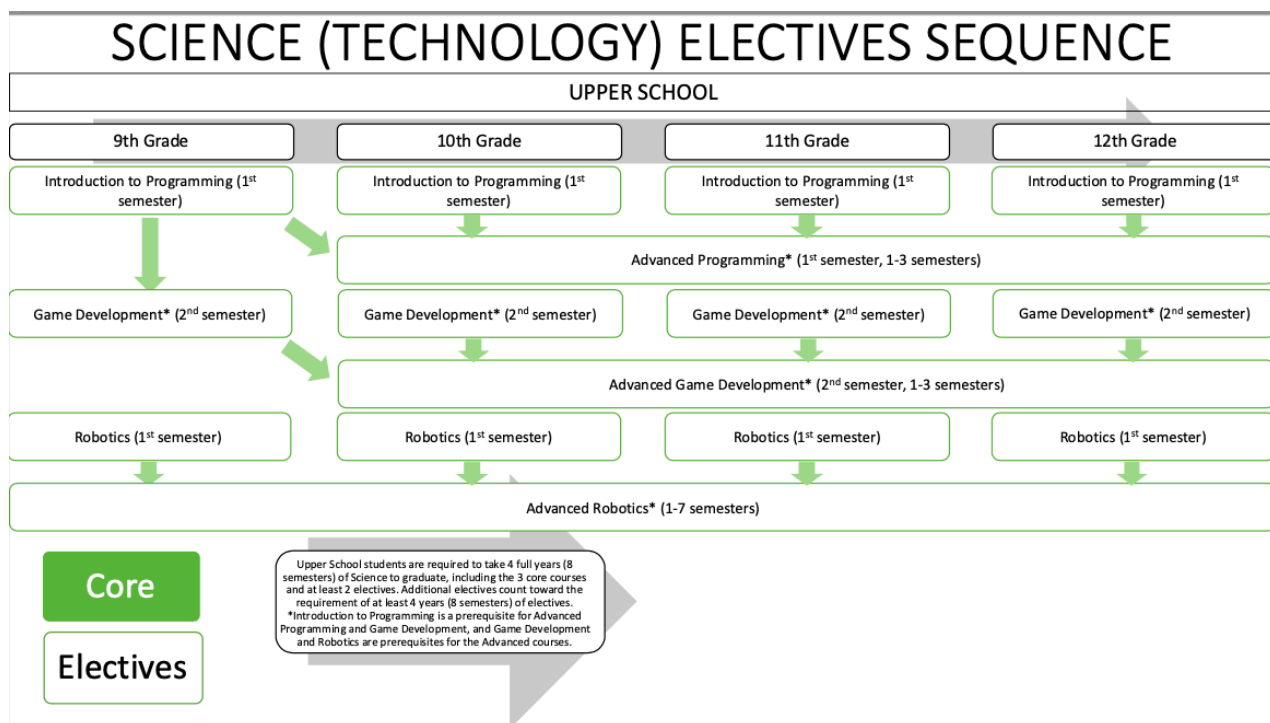 SCIENCE (TECHNOLOGY) ELECTIVES SEQUENCE
UPPER SCHOOL
9th Grade
10th Grade
11th Grade
12th Grade
Introduction to Programming (1st
semester)
Introduction to Programming (1st
semester)
Introduction to Programming (1st
semester)
Introduction to Programming (1st
semester)
Advanced Programming* (1st semester, 1-3 semesters)
Game Development* (2nd semester)
Game Development* (2nd semester)
Game Development* (2nd semester)
Game Development* (2nd semester)
Advanced Game Development* (2nd semester, 1-3 semesters)
Robotics (1st semester)
Robotics (1st semester)
Robotics (1st semester)
Robotics (1st semester)
Advanced Robotics* (1-7 semesters)
Core
Electives
Upper School students are required to take 4 full years (8
semesters) of Science to graduate, including the 3 core courses
and at least 2 electives. Additional electives count toward the
requirement of at least 4 years (8 semesters) of electives.
*Introduction to Programming is a prerequisite for Advanced
Programming and Game Development, and Game Development
and Robotics are prerequisites for the Advanced courses.